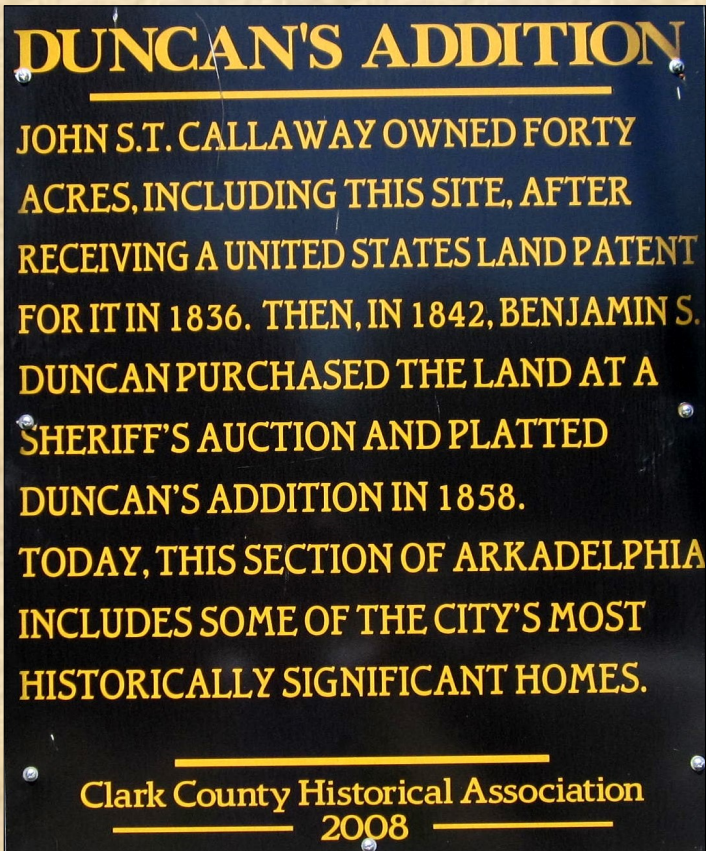 DUNCAN'S ADDITION
JOHN S.T. CALLAWAY OWNED FORTY
ACRES, INCLUDING THIS SITE, AFTER
RECEIVING A UNITED STATES LAND PATENT
FOR IT IN 1836. THEN, IN 1842, BENJAMIN S.
DUNCAN PURCHASED THE LAND AT A
SHERIFF'S AUCTION AND PLATTED
DUNCAN'S ADDITION IN 1858.
TODAY, THIS SECTION OF ARKADELPHIA
INCLUDES SOME OF THE CITY'S MOST
HISTORICALLY SIGNIFICANT HOMES.
Clark County Historical Association
2008